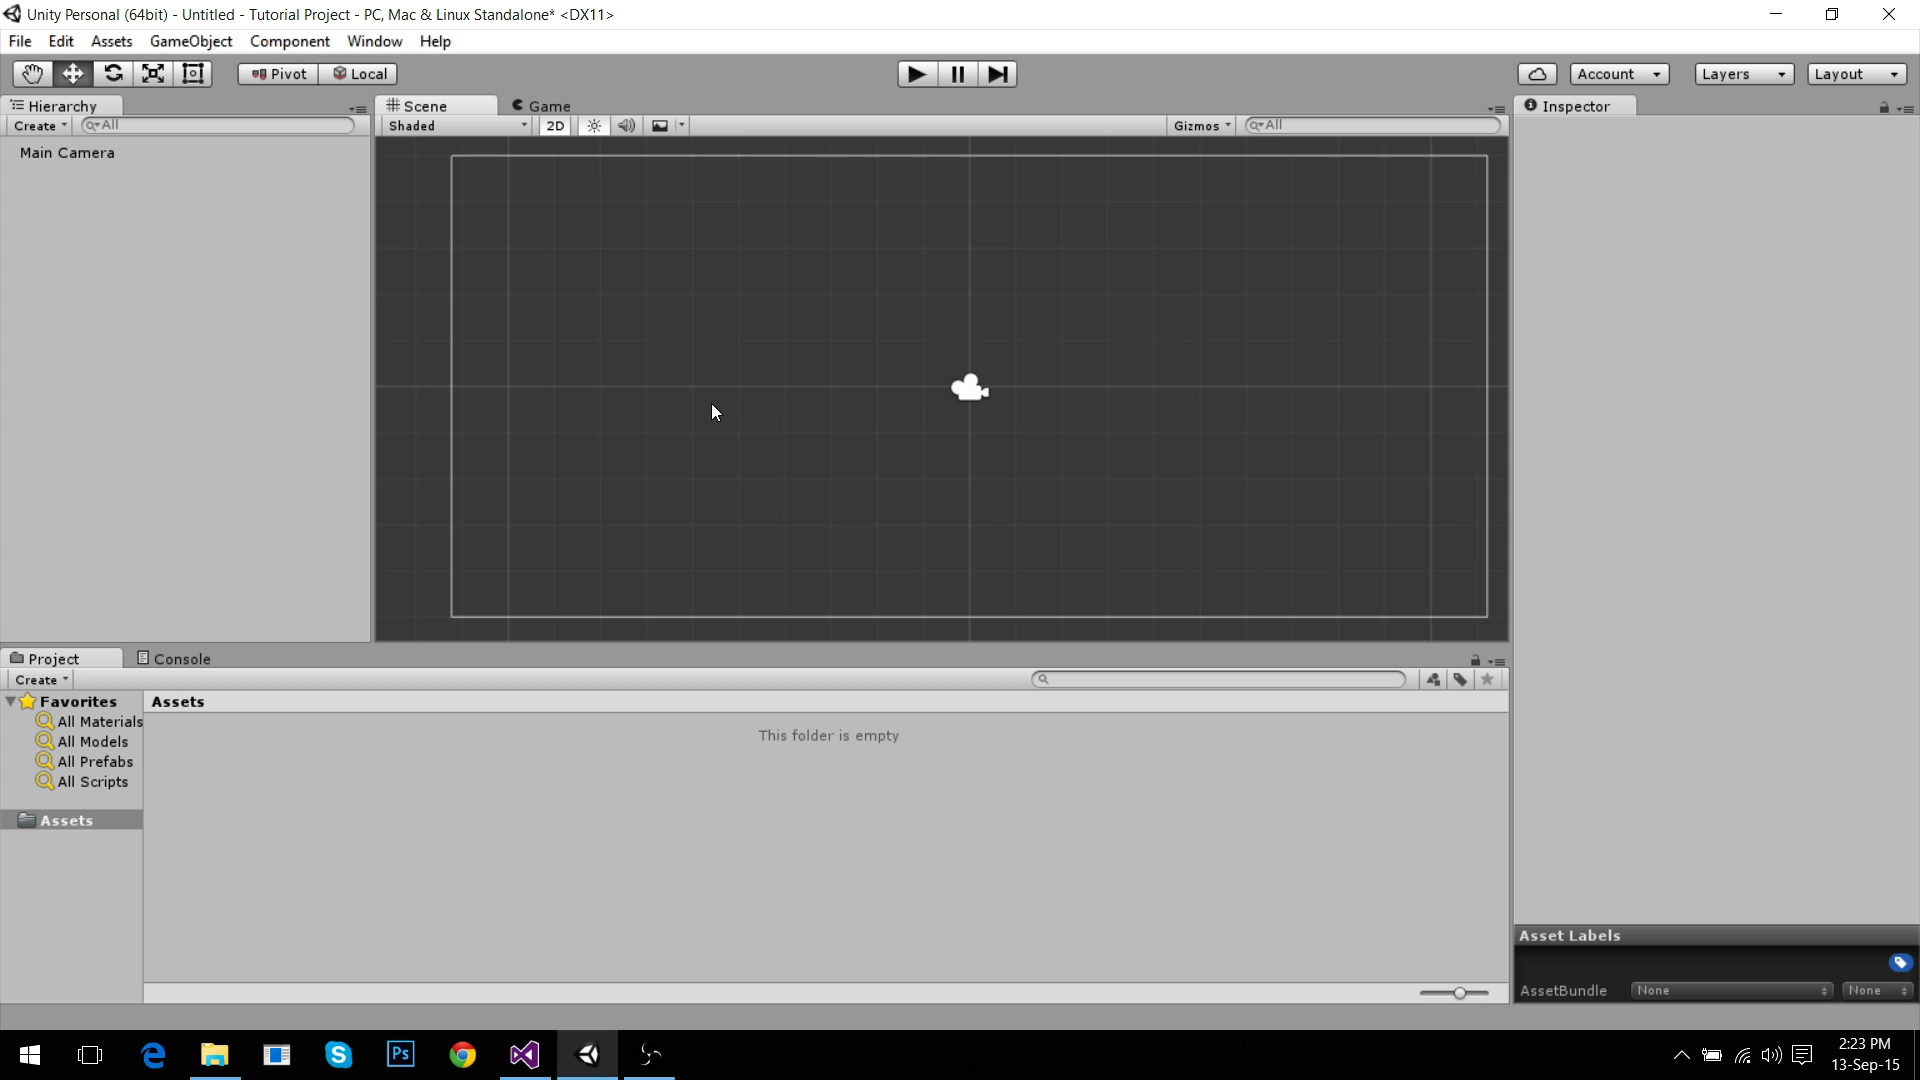 Unity Personal (64bit) - Untitled - Tutorial Project - PC, Mac & Linux Standalone* <DX11>
File Edit Assets GameObject Component Window Help
Pivot Local Account Layers Layout
Hierarchy Scene Game Inspector
Create All Shaded 2D Gizmos All
Main Camera
Project Console
Create
Favorites Assets
All Materials
This folder is empty
All Models
All Prefabs
All Scripts
Assets
Asset Labels
AssetBundle None None
Ps
2:23 PM
13-Sep-15